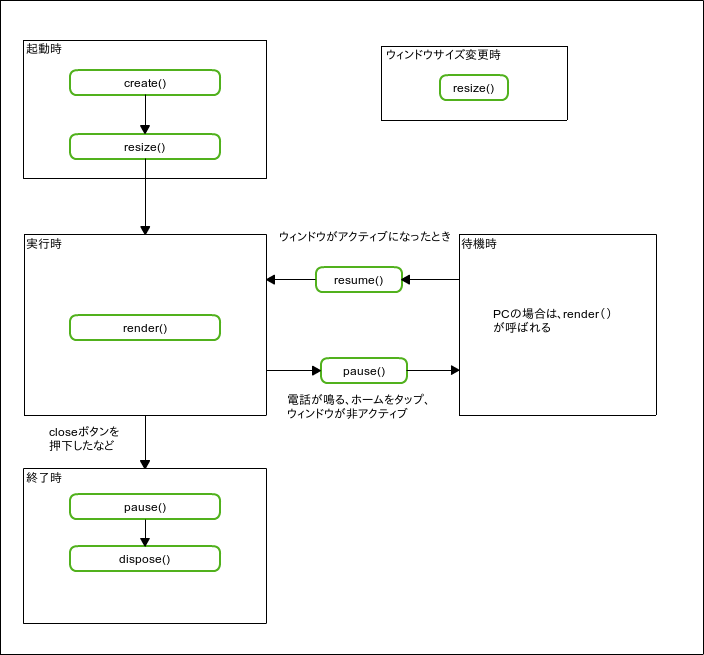 起動時
create()
resize()
ウィンドウサイズ変更時
resize()
実行時
render()
ウィンドウがアクティブになったとき
resume()
pause()
電話が鳴る、ホームをタップ、
ウィンドウが非アクティブ
待機時
PCの場合は、render（）
が呼ばれる
closeボタンを
押下したなど
終了時
pause()
dispose()